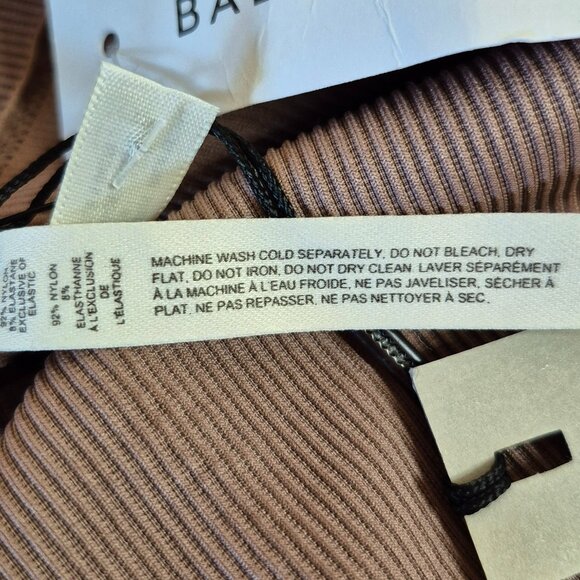 BAL
92% NYLON
8% ELASTANE
EXCLUSIVE OF
ELASTIC
92% NYLON
8%
ELASTHANNE
À L'EXCLUSION
DE
L'ÉLASTIQUE
MACHINE WASH COLD SEPARATELY, DO NOT BLEACH, DRY
FLAT, DO NOT IRON, DO NOT DRY CLEAN. LAVER SÉPARÉMENT
À LA MACHINE À L'EAU FROIDE, NE PAS JAVELISER, SÉCHER À
PLAT, NE PAS REPASSER, NE PAS NETTOYER À SEC.